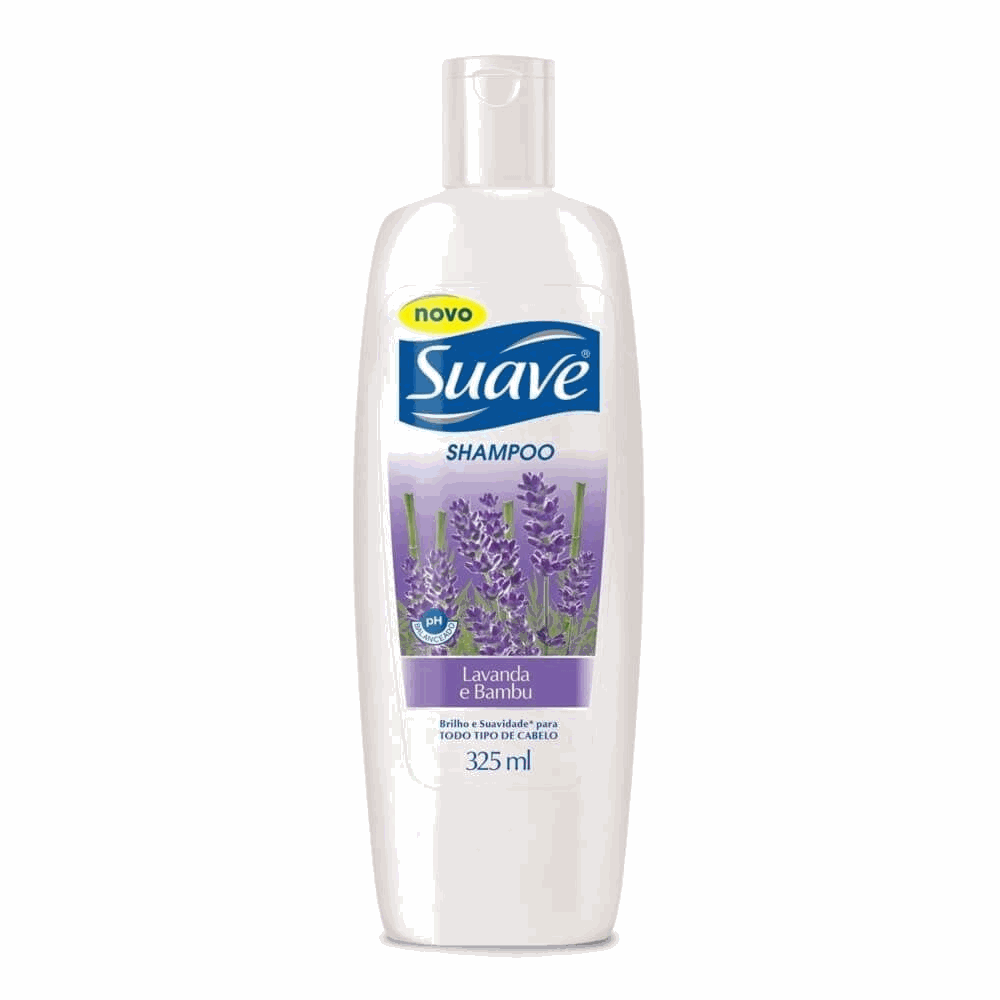 novo
Suave®
SHAMPOO
pH
BALANCEADO
Lavanda
e Bambu
Brilho e Suavidade* para
TODO TIPO DE CABELO
325 ml